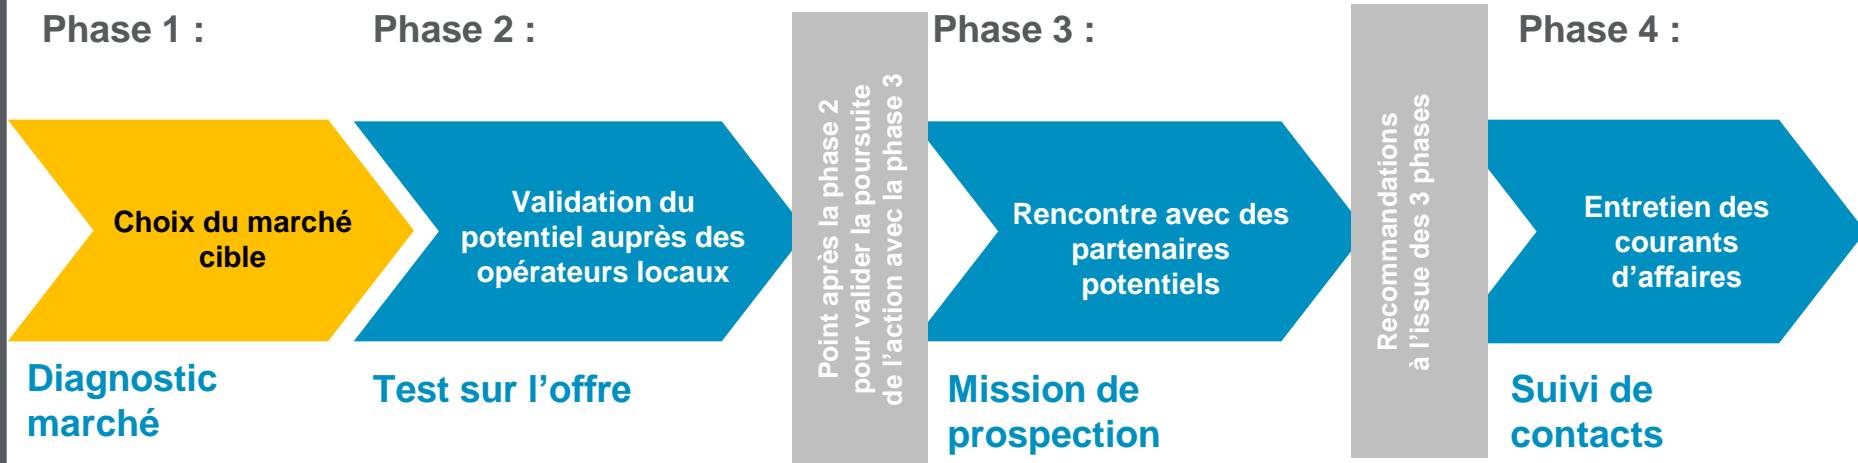 Phase 1 :
Choix du marché
cible
Diagnostic
marché
Phase 2 :
Validation du
potentiel auprès des
opérateurs locaux
Test sur l’offre
Point après la phase 2
pour valider la poursuite
de l’action avec la phase 3
Phase 3 :
Rencontre avec des
partenaires
potentiels
Mission de
prospection
Recommandations
à l’issue des 3 phases
Phase 4 :
Entretien des
courants
d’affaires
Suivi de
contacts